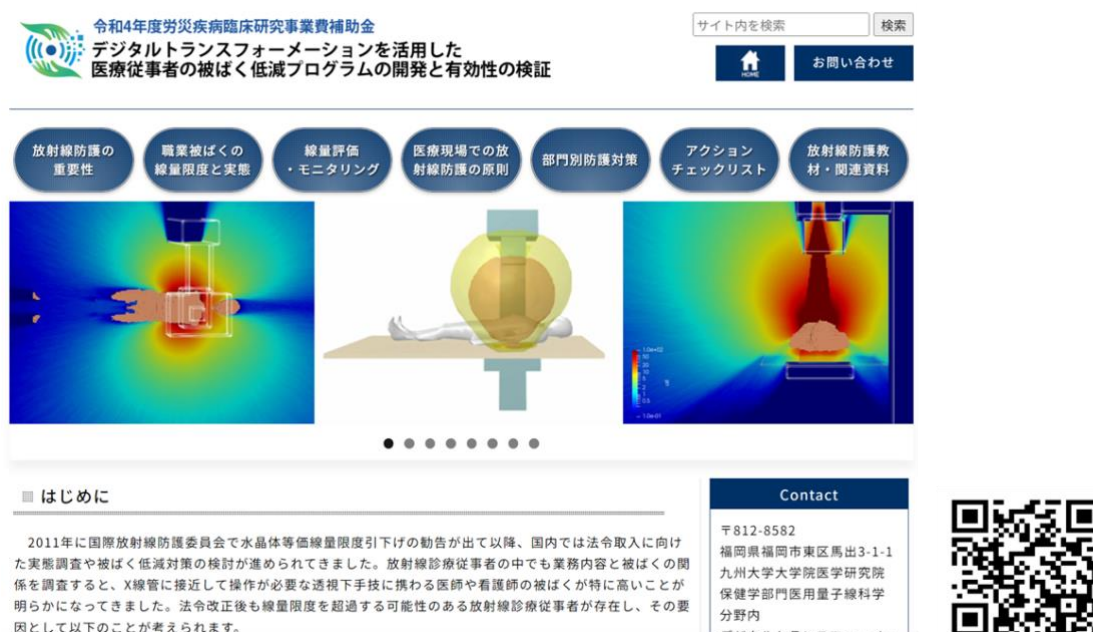 令和4年度労災疾病臨床研究事業費補助金
デジタルトランスフォーメーションを活用した
医療従事者の被ばく低減プログラムの開発と有効性の検証
サイト内を検索
検索
HOME
お問い合わせ
放射線防護の
重要性
職業被ばくの
線量限度と実態
線量評価
・モニタリング
医療現場での放
射線防護の原則
部門別防護対策
アクション
チェックリスト
放射線防護教
材・関連資料
はじめに
2011年に国際放射線防護委員会で水晶体等価線量限度引下げの勧告が出て以降、国内では法令取入に向け
た実態調査や被ばく低減対策の検討が進められてきました。放射線診療従事者の中でも業務内容と被ばくの関
係を調査すると、X線管に接近して操作が必要な透視下手技に携わる医師や看護師の被ばくが特に高いことが
明らかになってきました。法令改正後も線量限度を超過する可能性のある放射線診療従事者が存在し、その要
因として以下のことが考えられます。
Contact
〒812-8582
福岡県福岡市東区馬出3-1-1
九州大学大学院医学研究院
保健学部門医用量子線科学
分野内